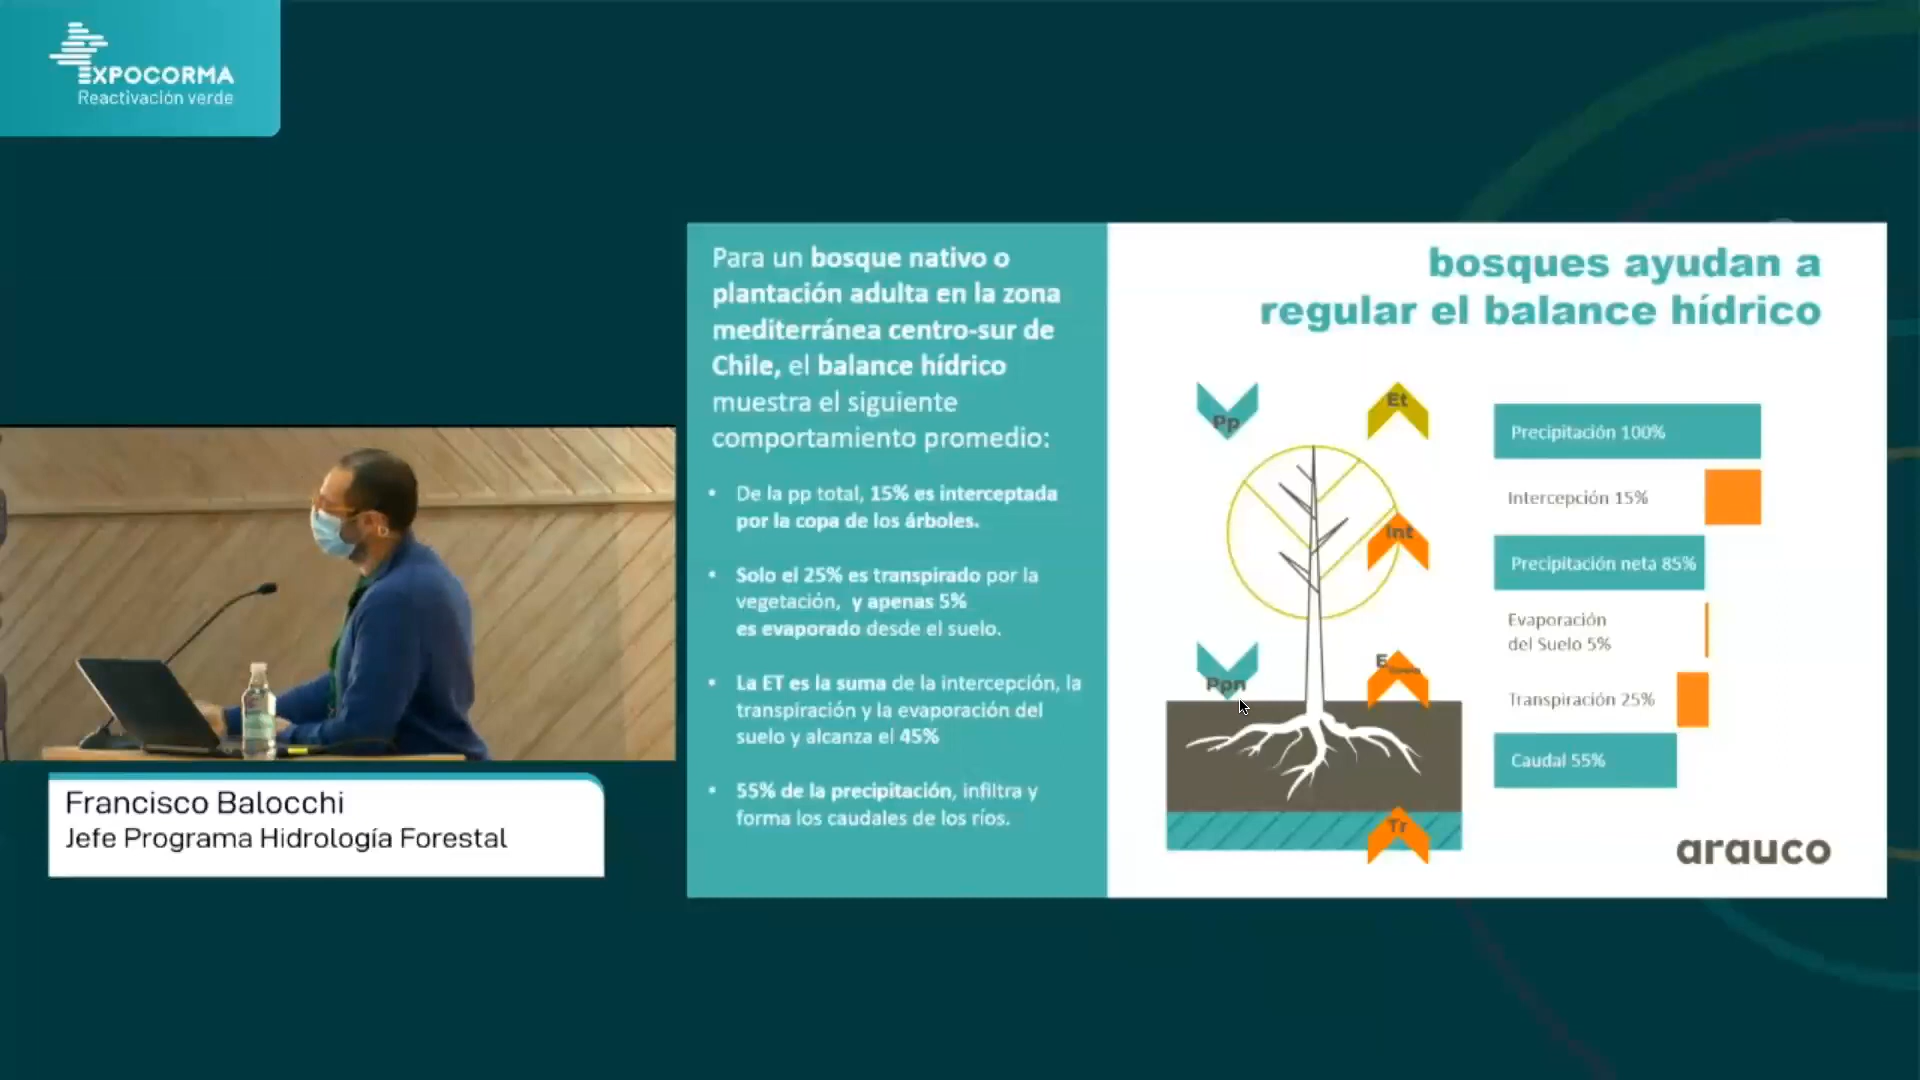 EXPOCORMA
Reactivación verde
Para un bosque nativo o
plantación adulta en la zona
mediterránea centro-sur de
Chile, el balance hídrico
muestra el siguiente
comportamiento promedio:
• De la pp total, 15% es interceptada
por la copa de los árboles.
• Solo el 25% es transpirado por la
vegetación, y apenas 5%
es evaporado desde el suelo.
• La ET es la suma de la intercepción, la
transpiración y la evaporación del
suelo y alcanza el 45%
• 55% de la precipitación, infiltra y
forma los caudales de los ríos.
bosques ayudan a
regular el balance hídrico
Pp
Et
Int
Ppn
E
Tr
Precipitación 100%
Intercepción 15%
Precipitación neta 85%
Evaporación
del Suelo 5%
Transpiración 25%
Caudal 55%
arauco
Francisco Balocchi
Jefe Programa Hidrología Forestal